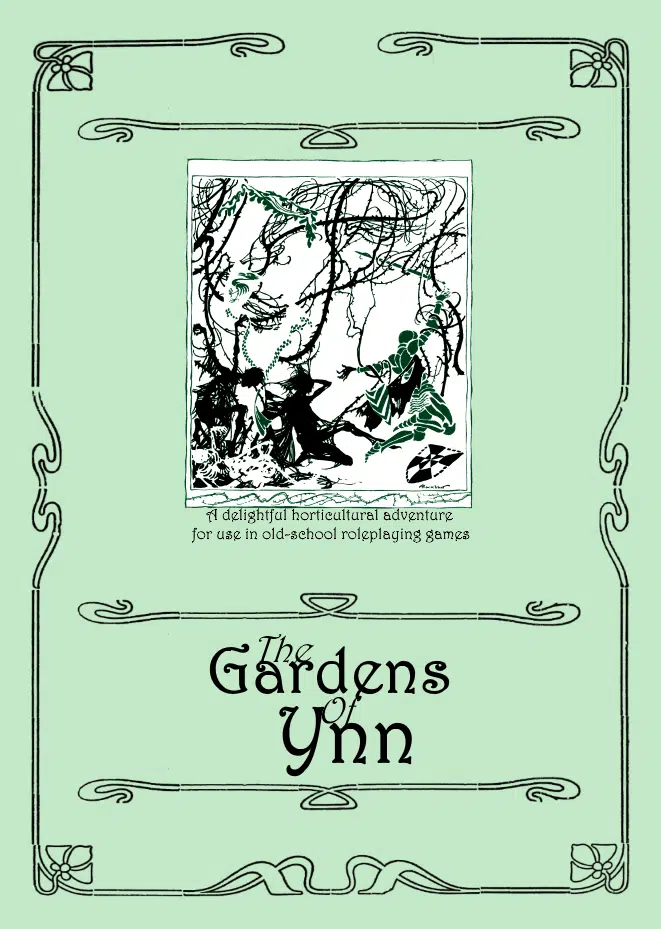 A delightful horticultural adventure
for use in old-school roleplaying games
The
Gardens
Of
Ynn